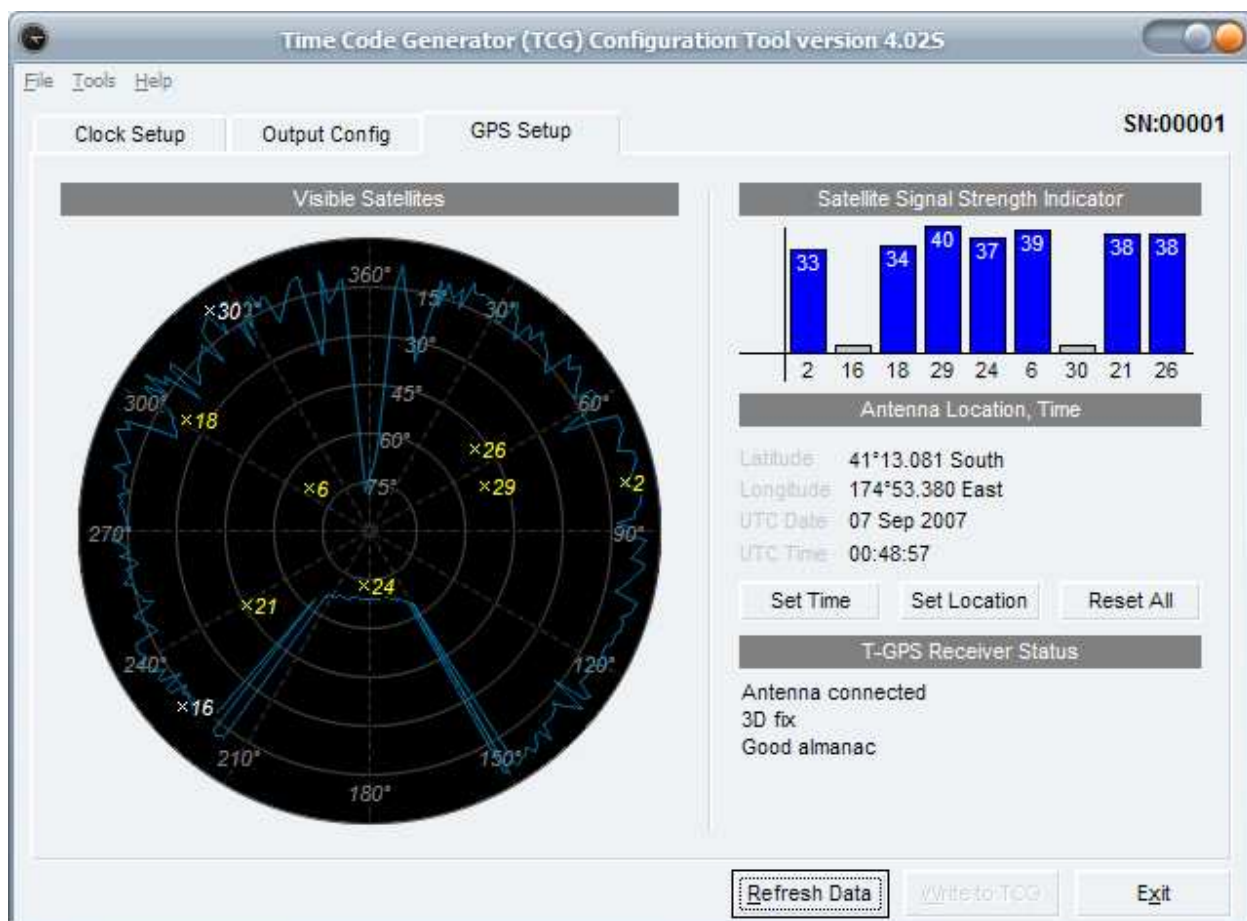 Time Code Generator (TCG) Configuration Tool version 4.02S
File Tools Help
SN:00001
Clock Setup Output Config GPS Setup
Visible Satellites
360°
15°
30°
30°
45°
60°
60°
75°
90°
120°
150°
180°
210°
240°
270°
300°
×30
×18
×26
×6
×29
×2
×24
×21
×16
Satellite Signal Strength Indicator
33 34 40 37 39 38 38
2 16 18 29 24 6 30 21 26
Antenna Location, Time
Latitude 41°13.081 South
Longitude 174°53.380 East
UTC Date 07 Sep 2007
UTC Time 00:48:57
Set Time Set Location Reset All
T-GPS Receiver Status
Antenna connected
3D fix
Good almanac
Refresh Data Write to TCG Exit